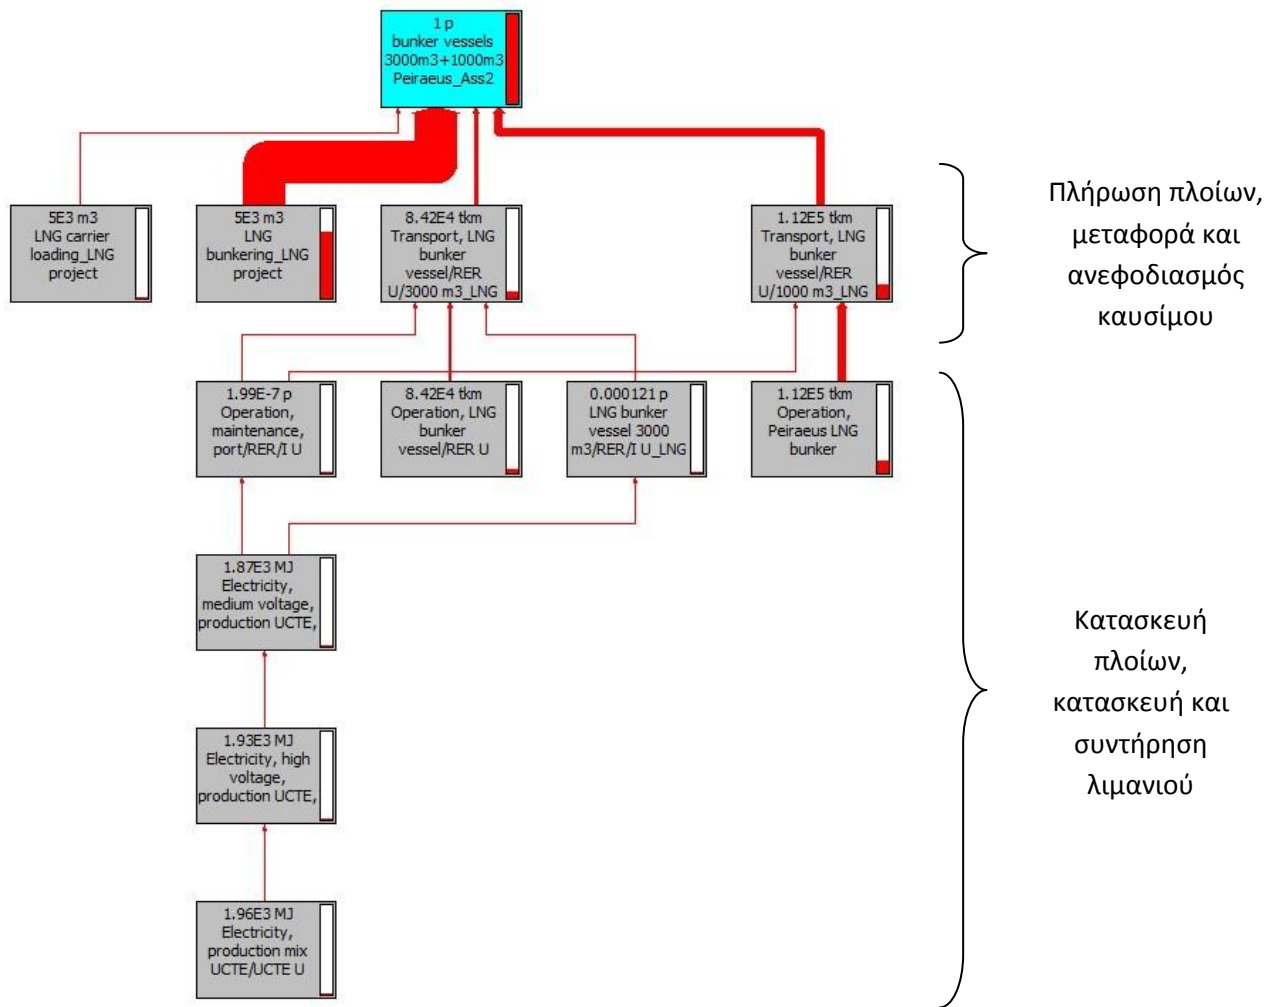 1 p
bunker vessels
3000m3+1000m3
Peiraeus_Ass2
5E3 m3
LNG carrier
loading_LNG
project
5E3 m3
LNG
bunkering_LNG
project
8.42E4 tkm
Transport, LNG
bunker
vessel/RER
U/3000 m3_LNG
1.12E5 tkm
Transport, LNG
bunker
vessel/RER
U/1000 m3_LNG
Πλήρωση πλοίων,
μεταφορά και
ανεφοδιασμός
καυσίμου
1.99E-7 p
Operation,
maintenance,
port/RER/I U
8.42E4 tkm
Operation, LNG
bunker
vessel/RER U
0.000121 p
LNG bunker
vessel 3000
m3/RER/I U_LNG
1.12E5 tkm
Operation,
Peiraeus LNG
bunker
1.87E3 MJ
Electricity,
medium voltage,
production UCTE,
1.93E3 MJ
Electricity, high
voltage,
production UCTE,
1.96E3 MJ
Electricity,
production mix
UCTE/UCTE U
Κατασκευή
πλοίων,
κατασκευή και
συντήρηση
λιμανιού